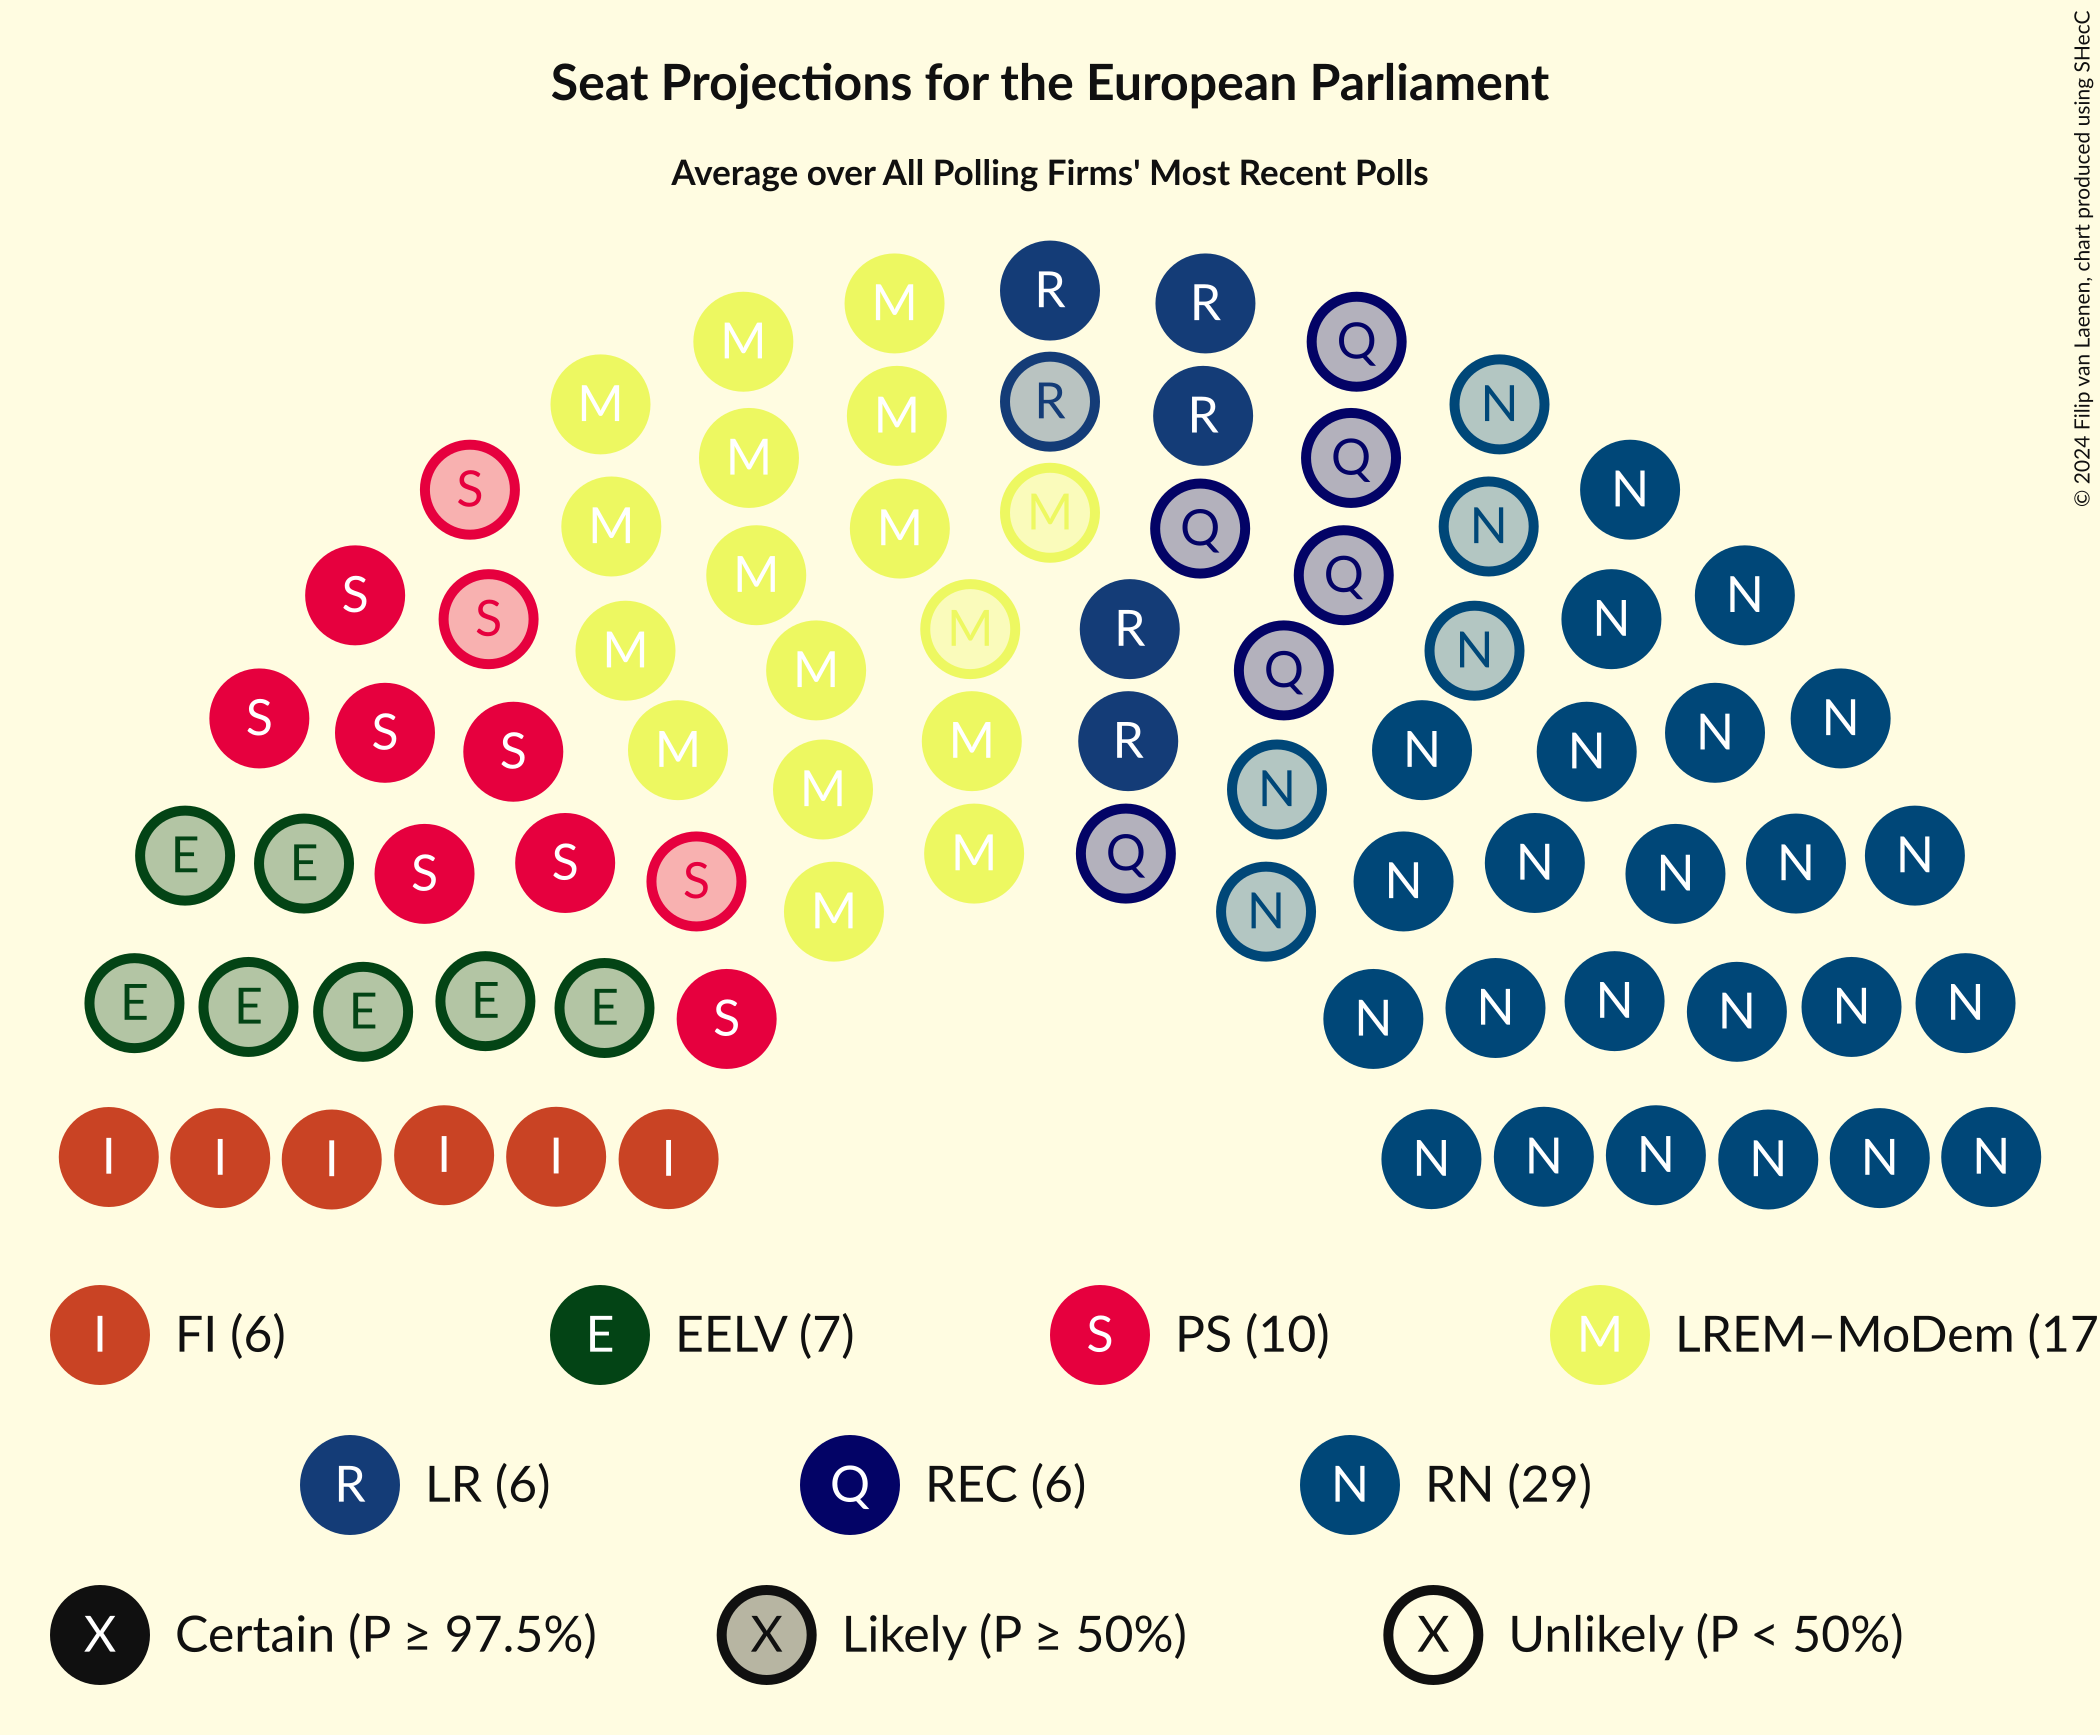 Seat Projections for the European Parliament
Average over All Polling Firms' Most Recent Polls
© 2024 Filip van Laenen, chart produced using SHecC
R
M R
M R Q
N
M R
M R Q
M
N
S
M
N
M M Q
M Q
S N
N
M
M Q
S
S M R N
N
M
N
M Q
S N
S
S
M
N
M R
S N
N
M N
E S N
E
S
M Q
N
N
S
N
N
S
N
M N
E
E
E
E
E
S
N
N
N
N
N
N
I
I
I
I
I
I
N
N
N
N
N
N
I FI (6) E EELV (7) S PS (10) M LREM–MoDem (17
R LR (6) Q REC (6) N RN (29)
X Certain (P ≥ 97.5%) X Likely (P ≥ 50%) X Unlikely (P < 50%)